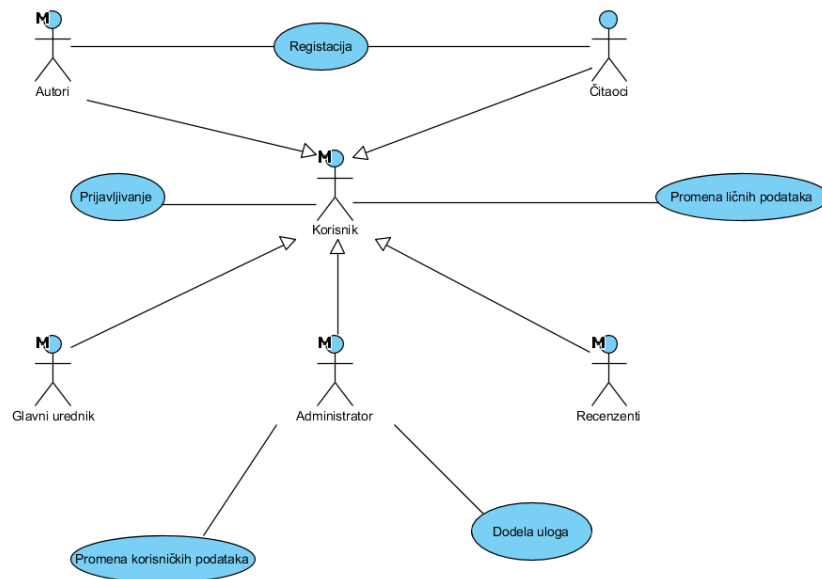 M
Autori
Registacija
Čitaoci
M
Korisnik
Prijavljivanje
Promena ličnih podataka
M
Glavni urednik
M
Administrator
M
Recenzenti
Promena korisničkih podataka
Dodela uloga